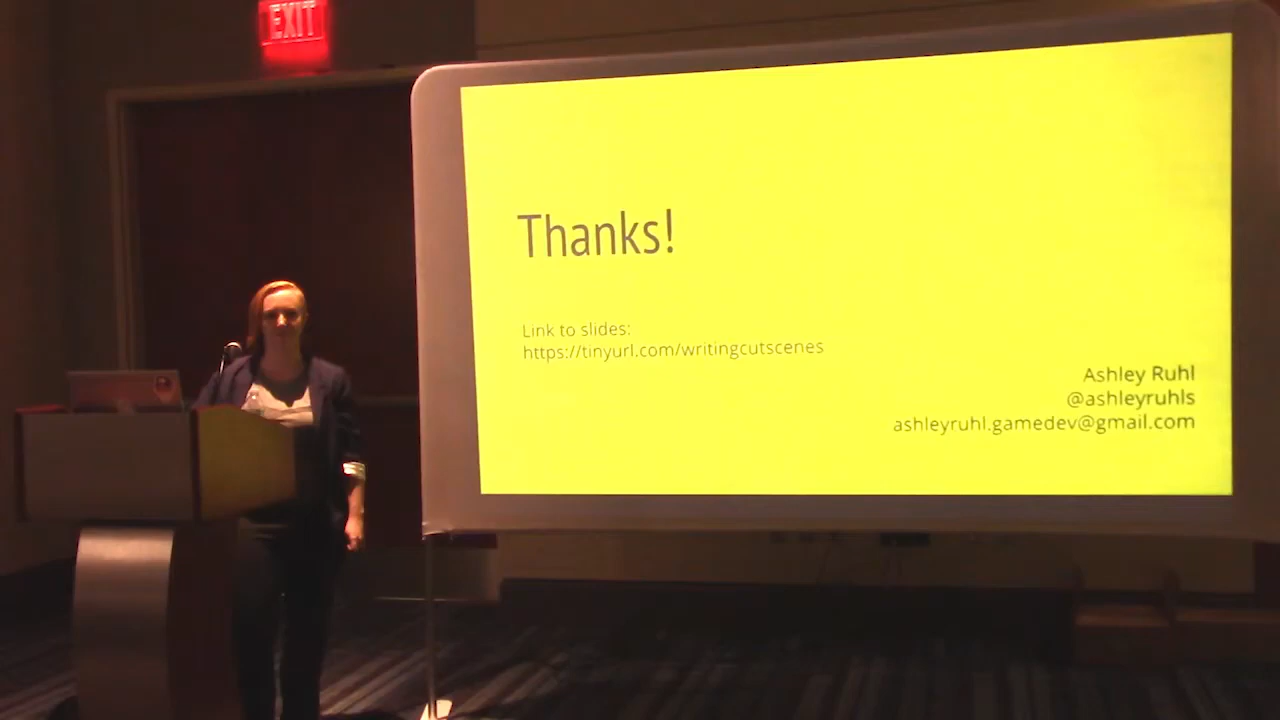 EXIT
Thanks!
Link to slides:
https://tinyurl.com/writingcutscenes
Ashley Ruhl
@ashleyruhls
ashleyruhl.gamedev@gmail.com